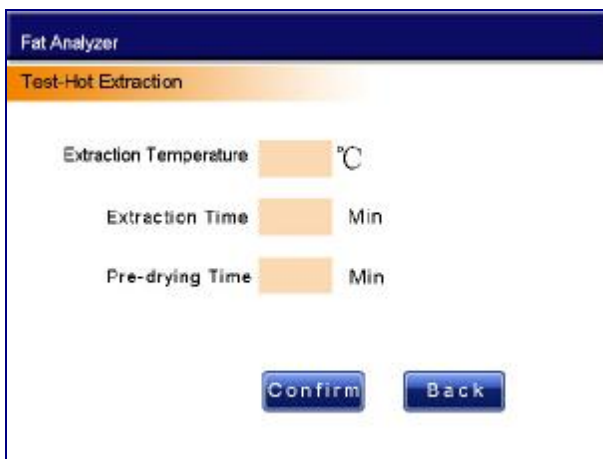 Fat Analyzer
Test-Hot Extraction
Extraction Temperature ℃
Extraction Time Min
Pre-drying Time Min
Confirm Back